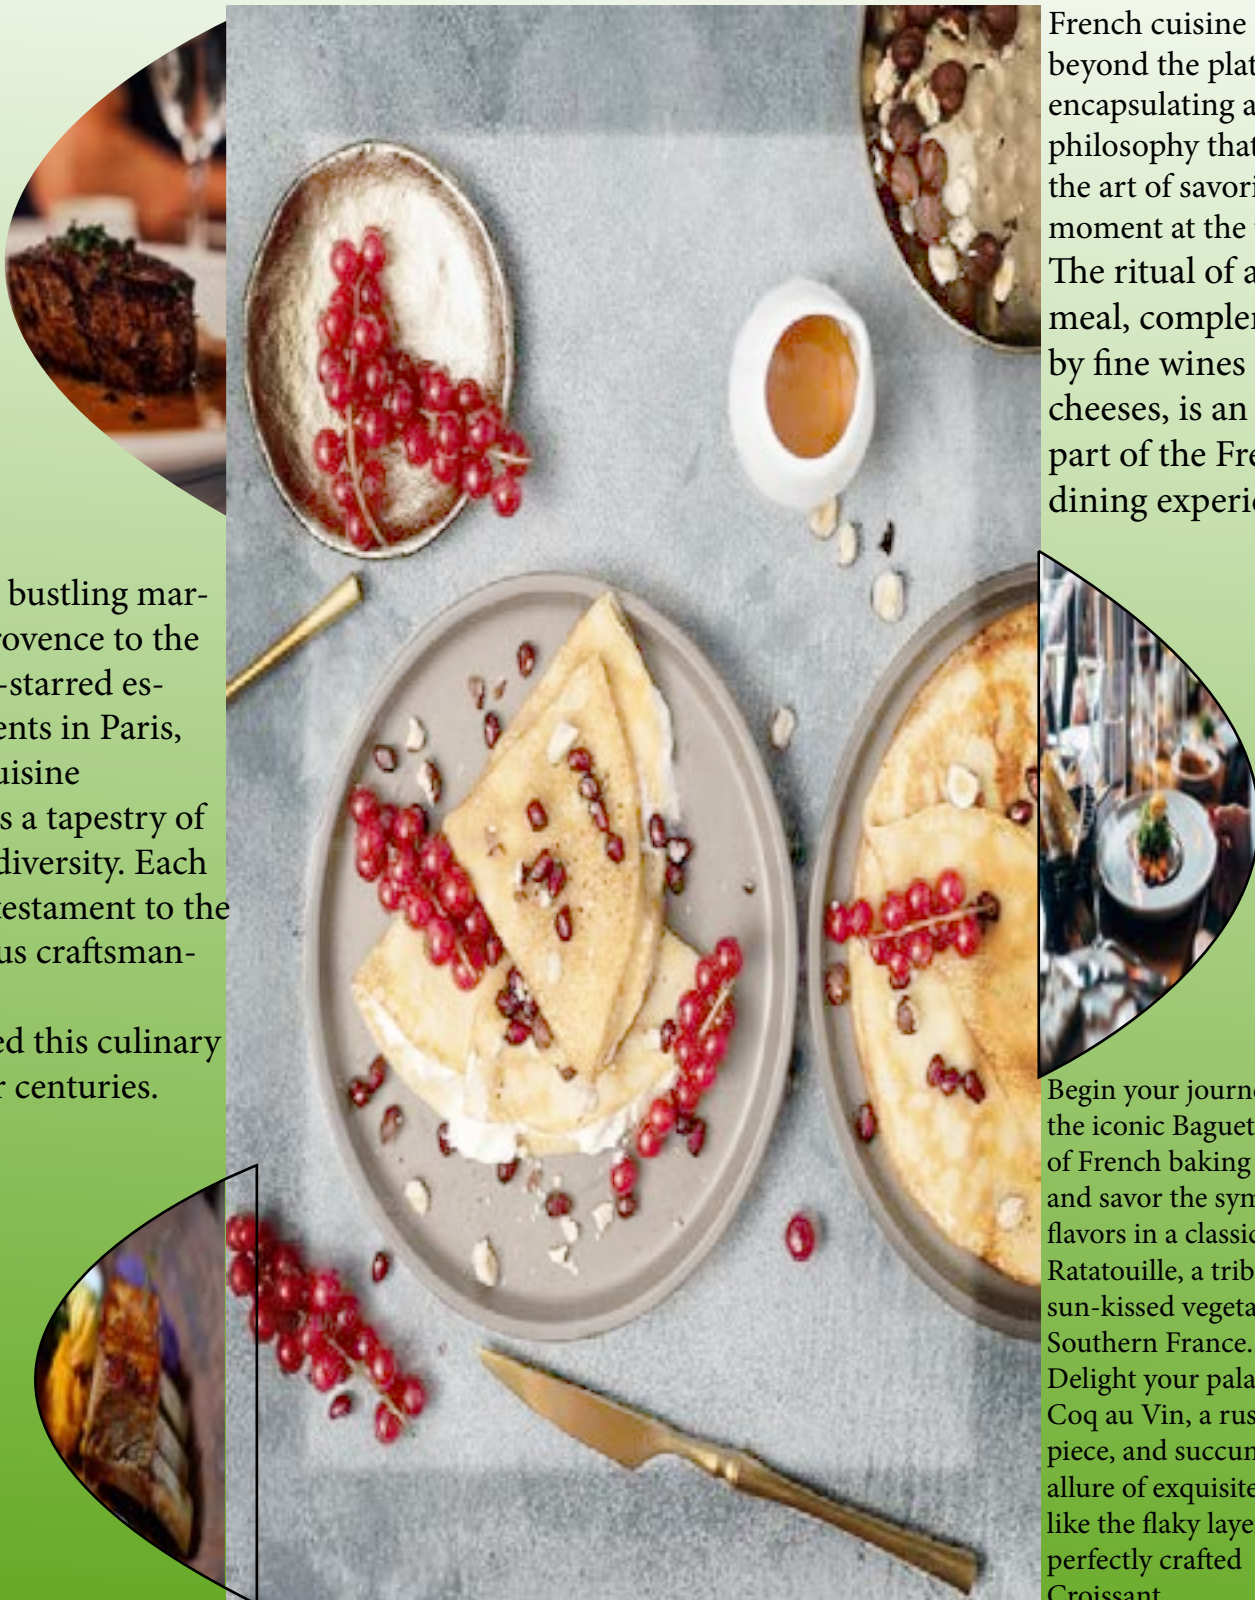 bustling mar-
rovence to the
-starred es-
ents in Paris,
uisine
s a tapestry of
diversity. Each
testament to the
us craftsman-
ed this culinary
r centuries.
French cuisine
beyond the plat
encapsulating a
philosophy that
the art of savori
moment at the
The ritual of a
meal, complem
by fine wines
cheeses, is an
part of the Fre
dining experie
Begin your journe
the iconic Baguet
of French baking
and savor the sym
flavors in a classic
Ratatouille, a trib
sun-kissed vegeta
Southern France.
Delight your pala
Coq au Vin, a rus
piece, and succum
allure of exquisite
like the flaky laye
perfectly crafted
Croissant